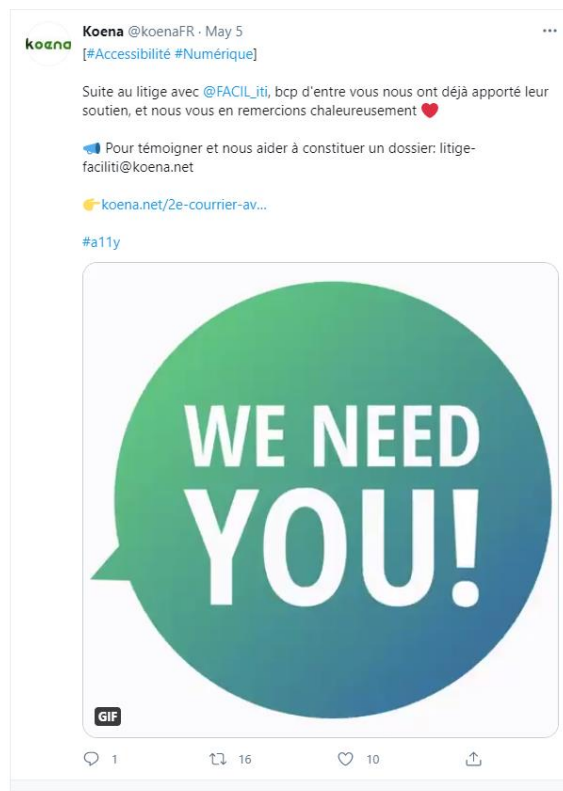 koena
Koena @koenaFR · May 5
[#Accessibilité #Numérique]
Suite au litige avec @FACIL_iti, bcp d'entre vous nous ont déjà apporté leur
soutien, et nous vous en remercions chaleureusement ❤️
📣 Pour témoigner et nous aider à constituer un dossier: litige-
faciliti@koena.net
👉koena.net/2e-courrier-av...
#a11y
WE NEED
YOU!
GIF
1 16 10